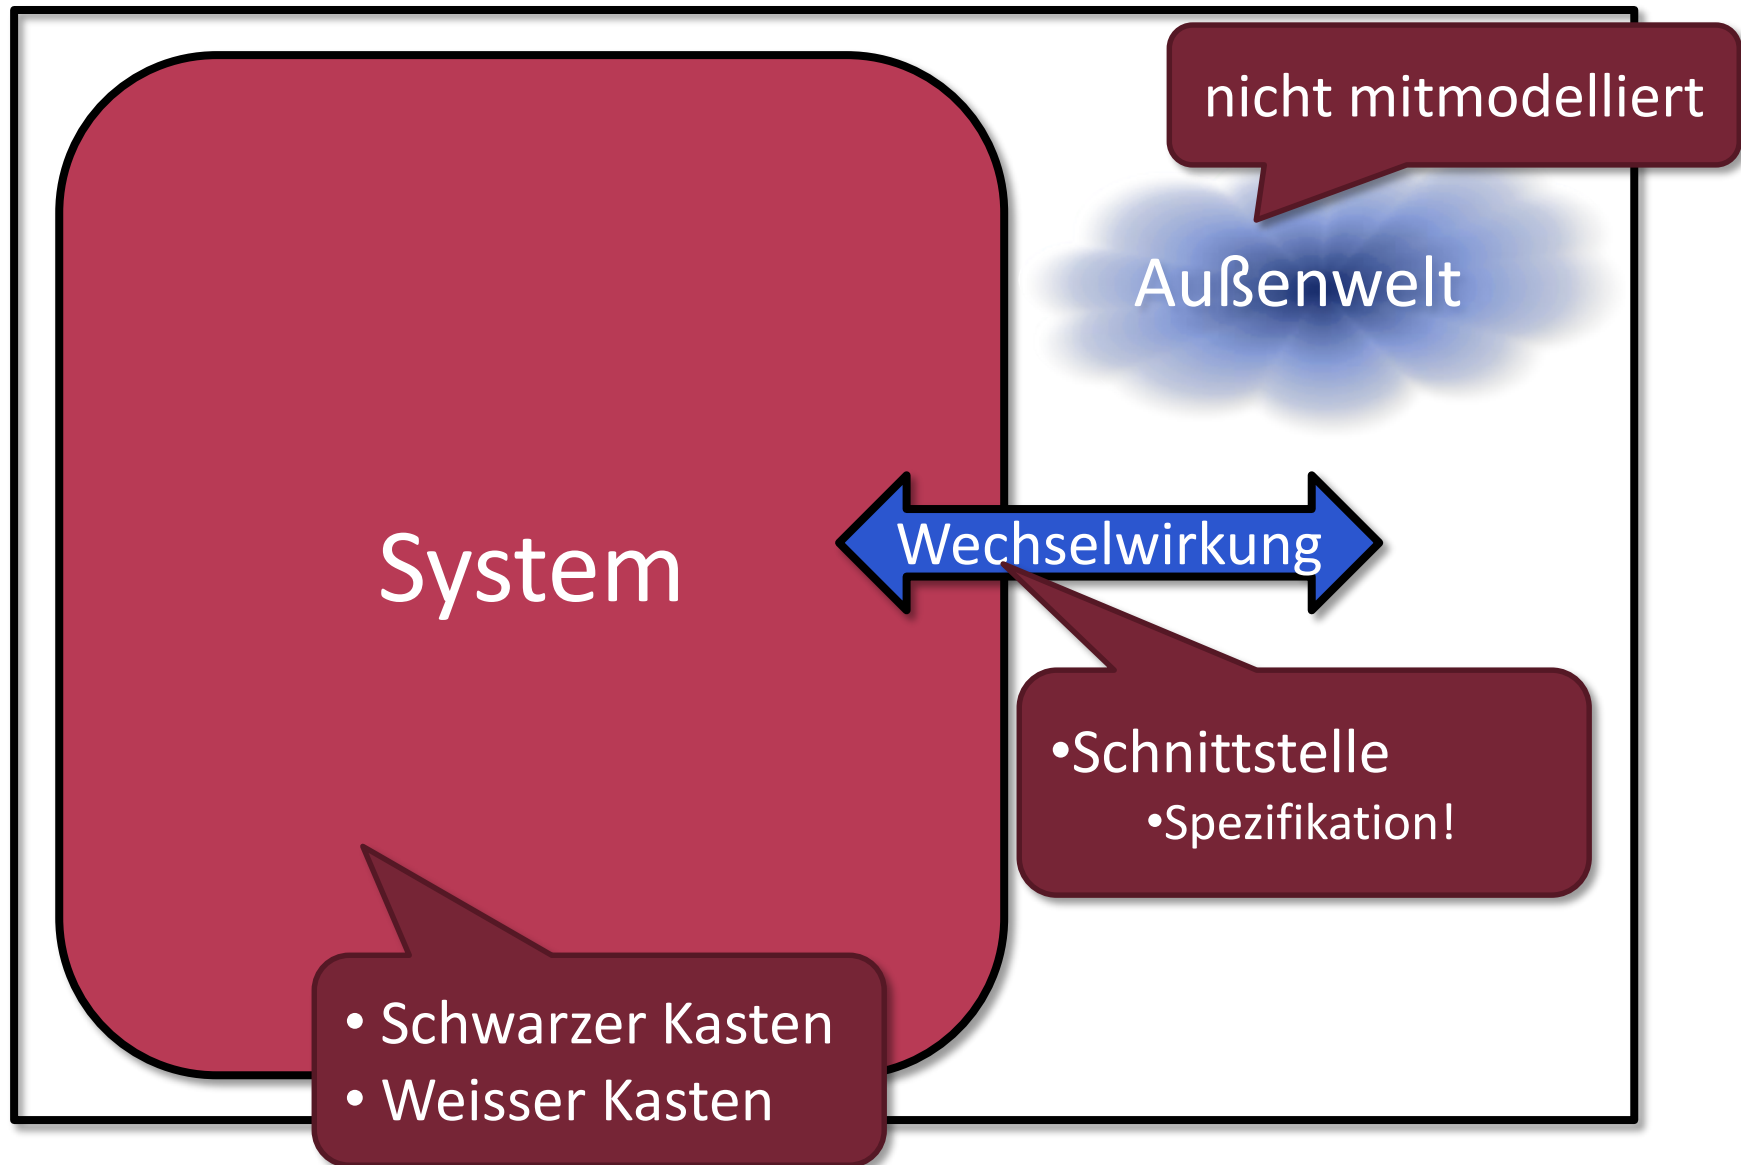 nicht mitmodelliert
Außenwelt
Wechselwirkung
System
•Schnittstelle
•Spezifikation!
• Schwarzer Kasten
• Weisser Kasten